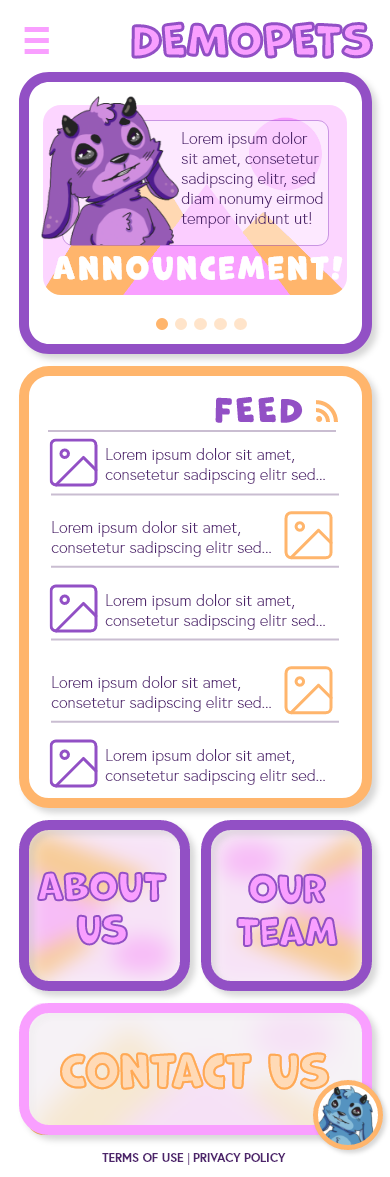 DEMOPETS
Lorem ipsum dolor
sit amet, consetetur
sadipscing elitr, sed
diam nonumy eirmod
tempor invidunt ut!
ANNOUNCEMENT!
FEED
Lorem ipsum dolor sit amet,
consetetur sadipscing elitr sed...
Lorem ipsum dolor sit amet,
consetetur sadipscing elitr sed...
Lorem ipsum dolor sit amet,
consetetur sadipscing elitr sed...
Lorem ipsum dolor sit amet,
consetetur sadipscing elitr sed...
Lorem ipsum dolor sit amet,
consetetur sadipscing elitr sed...
ABOUT
US
OUR
TEAM
CONTACT US
TERMS OF USE | PRIVACY POLICY